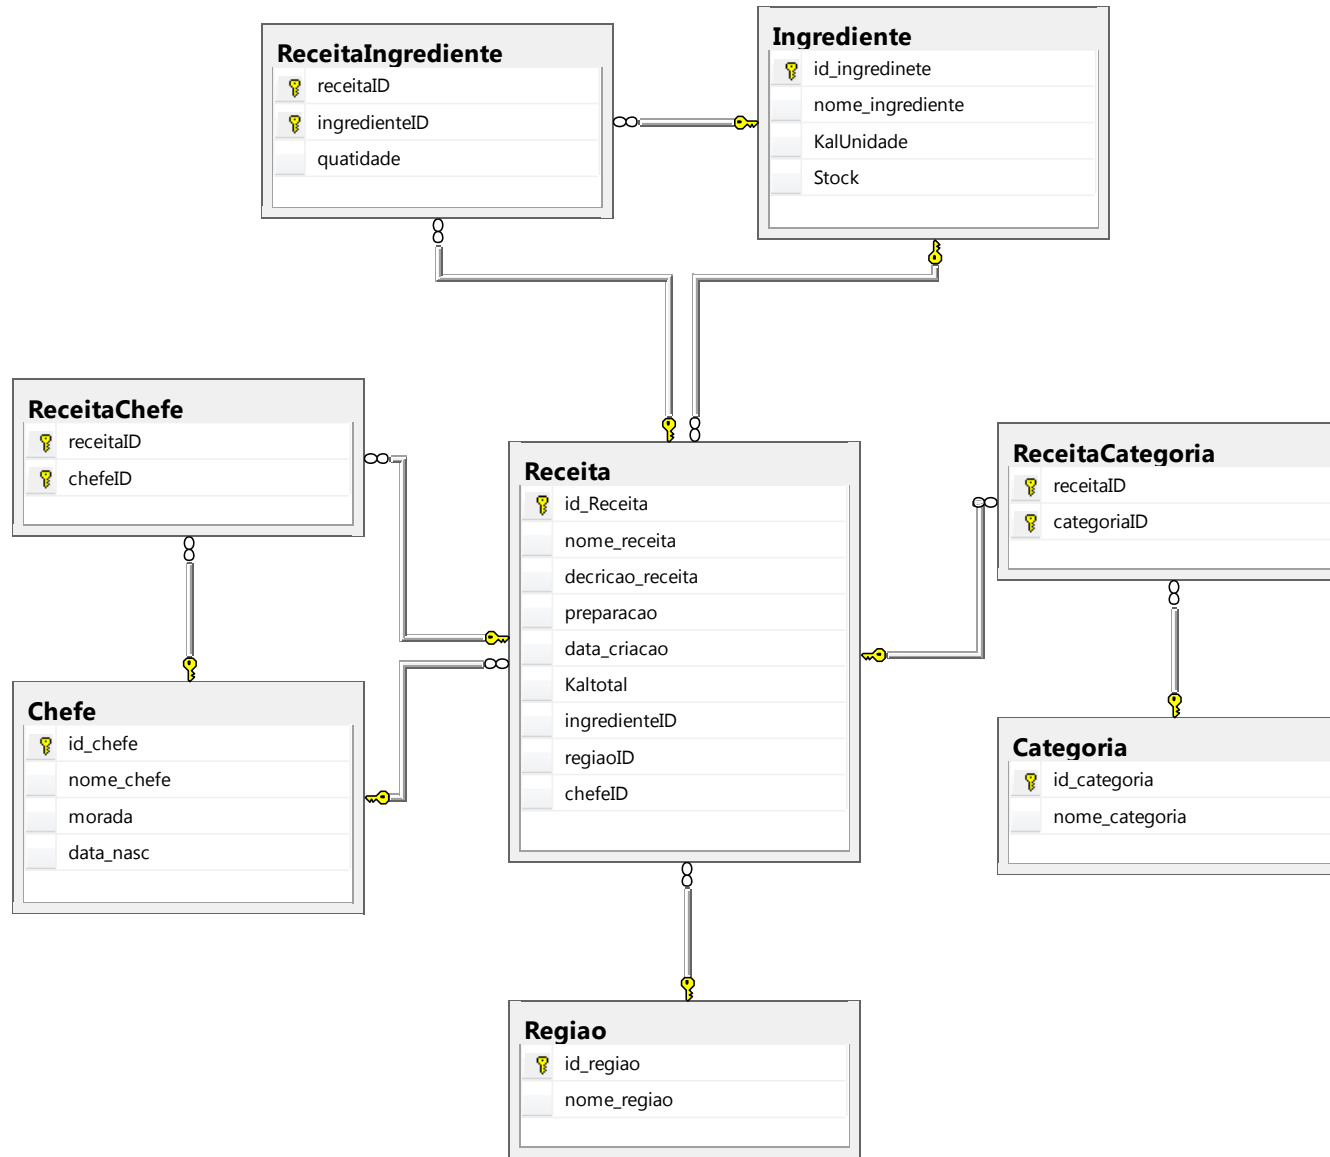 ReceitaIngrediente
receitaID
ingredienteID
quatidade
Ingrediente
id_ingredinete
nome_ingrediente
KalUnidade
Stock
ReceitaChefe
receitaID
chefeID
Receita
id_Receita
nome_receita
decricao_receita
preparacao
data_criacao
Kaltotal
ingredienteID
regiaoID
chefeID
ReceitaCategoria
receitaID
categoriaID
Chefe
id_chefe
nome_chefe
morada
data_nasc
Categoria
id_categoria
nome_categoria
Regiao
id_regiao
nome_regiao